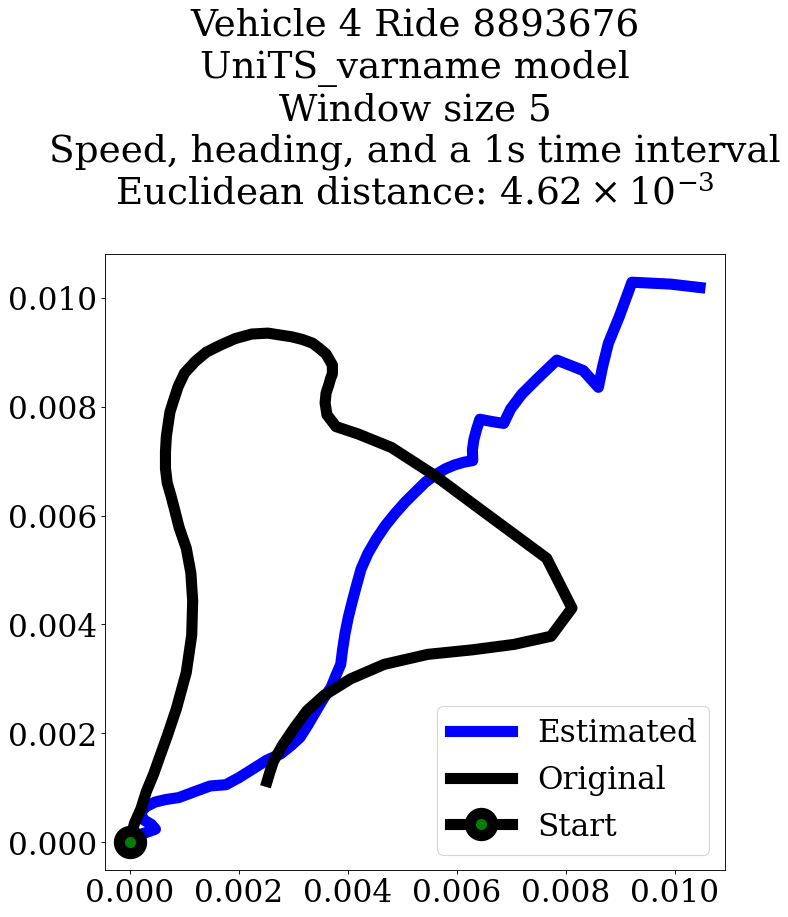 Vehicle 4 Ride 8893676
UniTS_varname model
Window size 5
Speed, heading, and a 1s time interval
Euclidean distance: 4.62 × 10⁻³
0.010
0.008
0.006
0.004
0.002
0.000
Estimated
Original
Start
0.000 0.002 0.004 0.006 0.008 0.010